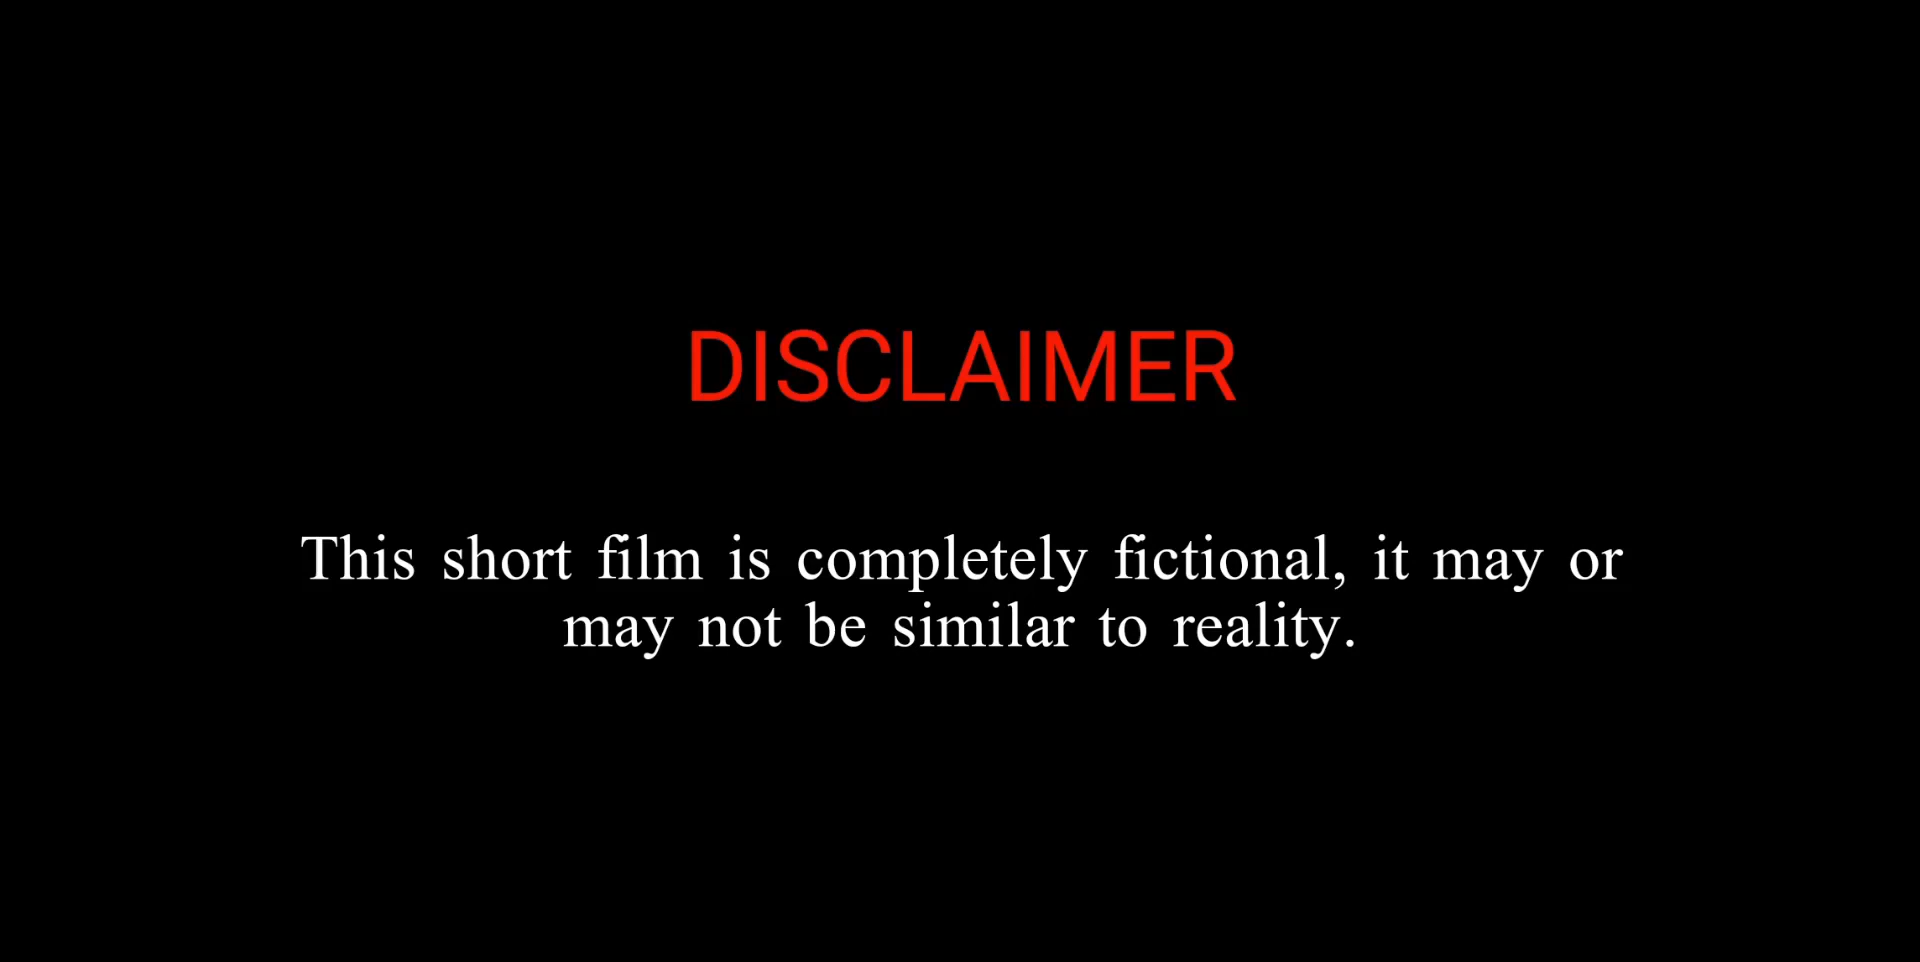 DISCLAIMER
This short film is completely fictional, it may or
may not be similar to reality.